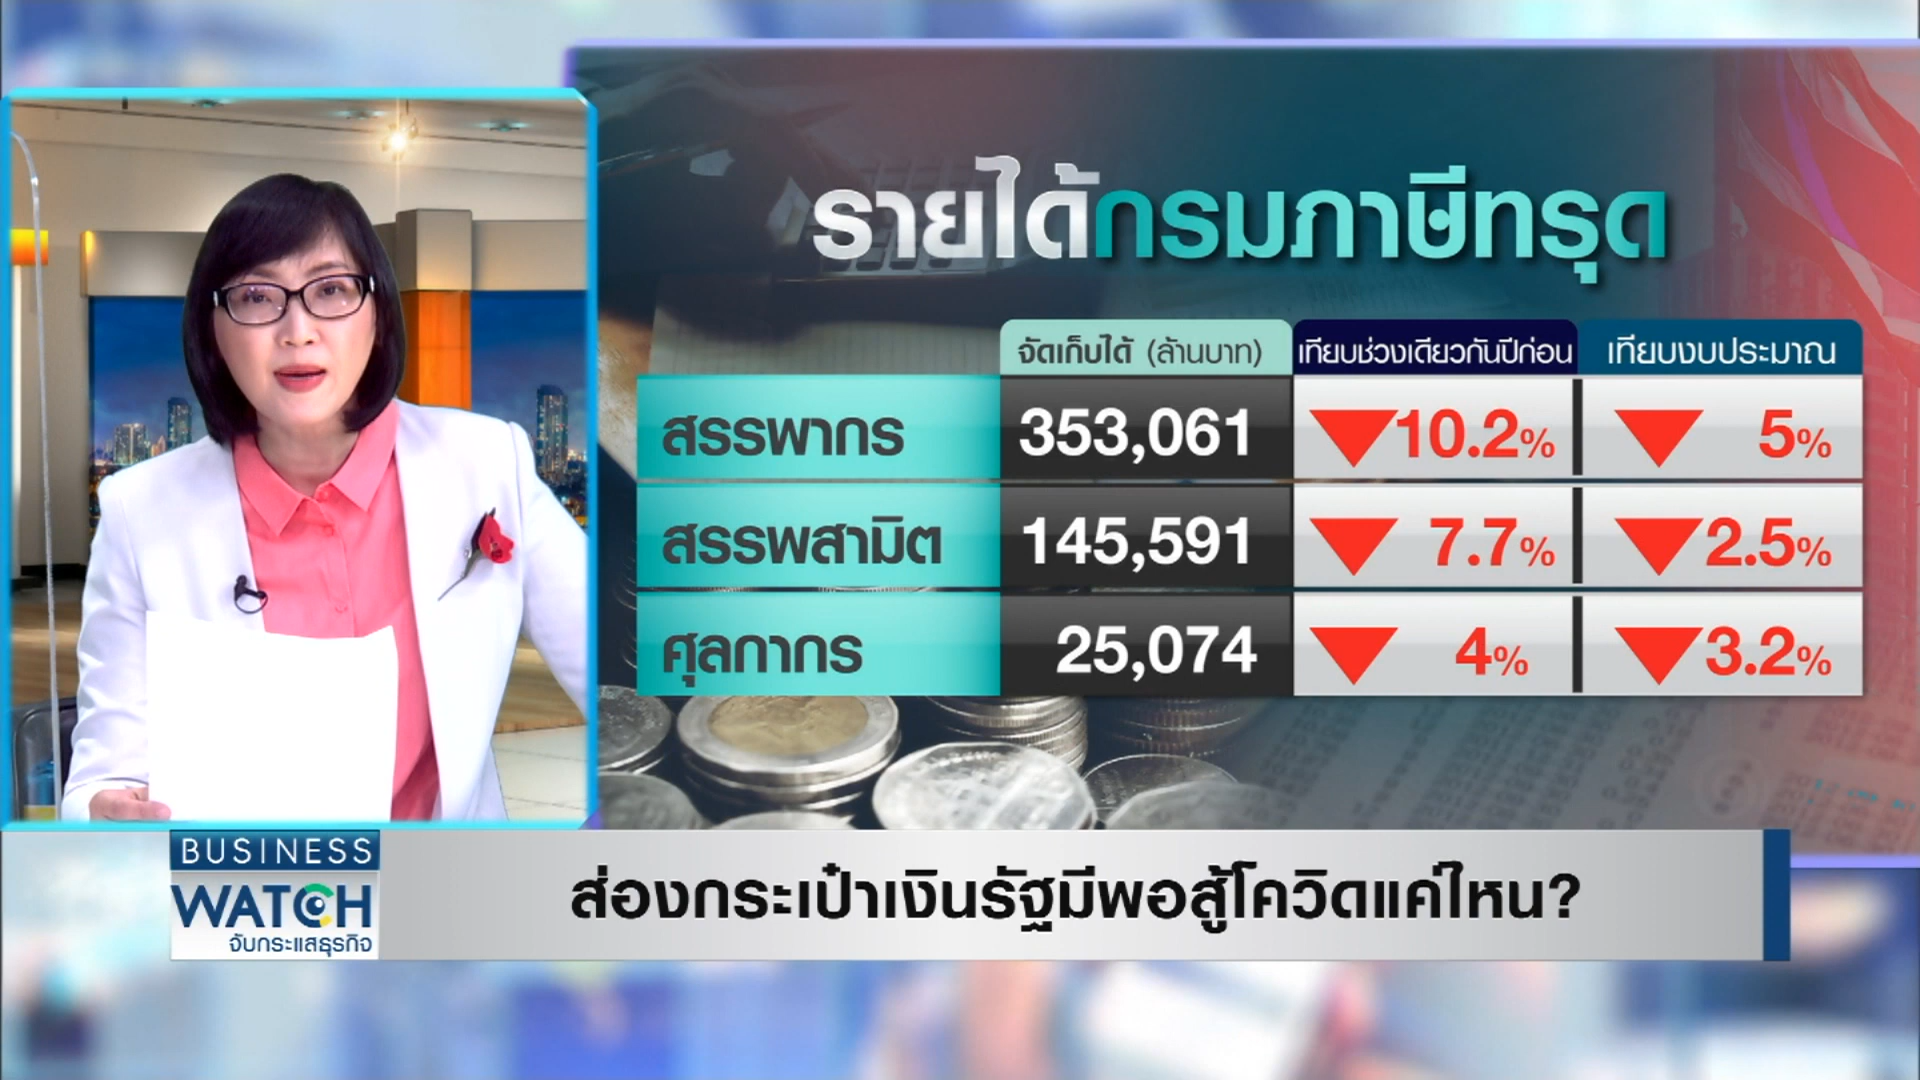 รายได้กรมภาษีทรุด
จัดเก็บได้ (ล้านบาท) เทียบช่วงเดียวกันปีก่อน เทียบงบประมาณ
สรรพากร 353,061 10.2% 5%
สรรพสามิต 145,591 7.7% 2.5%
ศุลกากร 25,074 4% 3.2%
BUSINESS
WATCH
จับกระแสธุรกิจ
ส่องกระเป๋าเงินรัฐมีพอสู้โควิดแค่ไหน?